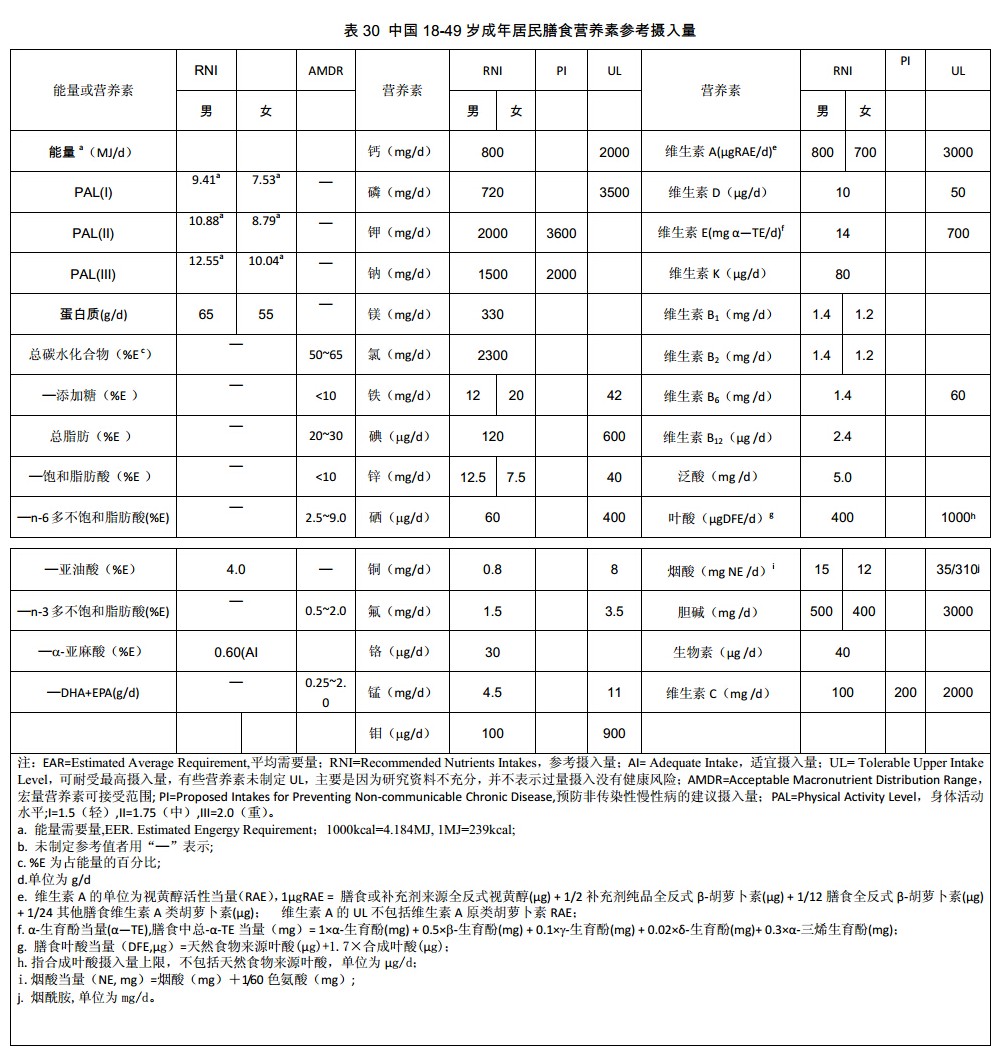 表 30 中国 18-49 岁成年居民膳食营养素参考摄入量
能量或营养素 RNI AMDR 营养素 RNI PI UL 营养素 RNI PI UL
男 女 男 女 男 女
能量 a（MJ/d） 钙（mg/d） 800 2000 维生素 A(μgRAE/d)e 800 700 3000
PAL(I) 9.41a 7.53a — 磷（mg/d） 720 3500 维生素 D（μg/d） 10 50
PAL(II) 10.88a 8.79a — 钾（mg/d） 2000 3600 维生素 E(mg α—TE/d)f 14 700
PAL(III) 12.55a 10.04a — 钠（mg/d） 1500 2000 维生素 K（μg/d） 80
蛋白质(g/d) 65 55 — 镁（mg/d） 330 维生素 B1（mg/d） 1.4 1.2
总碳水化合物（%E c） — 50~65 氯（mg/d） 2300 维生素 B2（mg /d） 1.4 1.2
—添加糖（%E ） — <10 铁（mg/d） 12 20 42 维生素 B6（mg /d） 1.4 60
总脂肪（%E ） — 20~30 碘（μg/d） 120 600 维生素 B12（μg /d） 2.4
—饱和脂肪酸（%E ） — <10 锌（mg/d） 12.5 7.5 40 泛酸（mg /d） 5.0
—n-6 多不饱和脂肪酸(%E) — 2.5~9.0 硒（μg/d） 60 400 叶酸（μgDFE/d）g 400 1000h
—亚油酸（%E） 4.0 — 铜（mg/d） 0.8 8 烟酸（mg NE /d）i 15 12 35/310j
—n-3 多不饱和脂肪酸(%E) — 0.5~2.0 氟（mg/d） 1.5 3.5 胆碱（mg /d） 500 400 3000
—α-亚麻酸（%E） 0.60(AI 铬（μg/d） 30 生物素（μg /d） 40
—DHA+EPA(g/d) — 0.25~2.0 锰（mg/d） 4.5 11 维生素 C（mg /d） 100 200 2000
钼（μg/d） 100 900
注：EAR=Estimated Average Requirement,平均需要量；RNI=Recommended Nutrients Intakes，参考摄入量；AI= Adequate Intake，适宜摄入量；UL= Tolerable Upper Intake
Level，可耐受最高摄入量，有些营养素未制定 UL，主要是因为研究资料不充分，并不表示过量摄入没有健康风险；AMDR=Acceptable Macronutrient Distribution Range，
宏量营养素可接受范围; PI=Proposed Intakes for Preventing Non-communicable Chronic Disease,预防非传染性慢性病的建议摄入量；PAL=Physical Activity Level，身体活动
水平;I=1.5（轻）,II=1.75（中）,III=2.0（重）。
a. 能量需要量,EER. Estimated Engergy Requirement；1000kcal=4.184MJ, 1MJ=239kcal;
b. 未制定参考值者用“—”表示;
c. %E 为占能量的百分比;
d.单位为 g/d
e. 维生素 A 的单位为视黄醇活性当量（RAE），1μgRAE = 膳食或补充剂来源全反式视黄醇(μg) + 1/2 补充剂纯品全反式 β-胡萝卜素(μg) + 1/12 膳食全反式 β-胡萝卜素(μg)
+ 1/24 其他膳食维生素 A 类胡萝卜素(μg)； 维生素 A 的 UL 不包括维生素 A 原类胡萝卜素 RAE；
f. α-生育酚当量(α—TE),膳食中总-α-TE 当量（mg）= 1×α-生育酚(mg) + 0.5×β-生育酚(mg) + 0.1×γ-生育酚(mg) + 0.02×δ-生育酚(mg)+ 0.3×α-三烯生育酚(mg)；
g. 膳食叶酸当量（DFE,μg）=天然食物来源叶酸(μg)+1.7×合成叶酸(μg)；
h. 指合成叶酸摄入量上限，不包括天然食物来源叶酸，单位为 μg/d；
i. 烟酸当量（NE, mg）=烟酸（mg）＋1/60 色氨酸（mg）;
j. 烟酰胺, 单位为 mg/d。